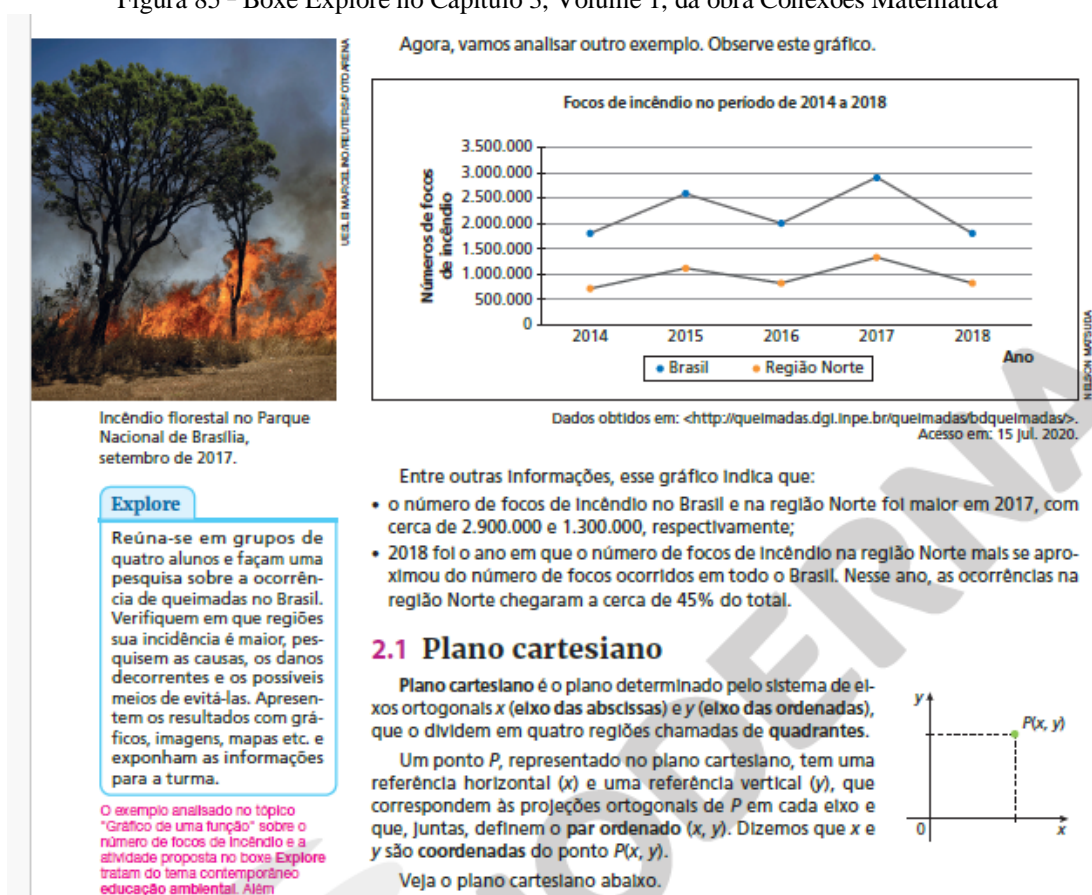 Figura 85 - Boxe Explore no Capítulo 3, Volume 1, da obra Conexões Matemática
UESLEI MARCELINO/REUTERS/FOTOARENA
Incêndio florestal no Parque
Nacional de Brasília,
setembro de 2017.
Explore
Reúna-se em grupos de
quatro alunos e façam uma
pesquisa sobre a ocorrên-
cia de queimadas no Brasil.
Verifiquem em que regiões
sua incidência é maior, pes-
quisem as causas, os danos
decorrentes e os possíveis
meios de evitá-las. Apresen-
tem os resultados com grá-
ficos, imagens, mapas etc. e
exponham as informações
para a turma.
O exemplo analisado no tópico
"Gráfico de uma função" sobre o
número de focos de incêndio e a
atividade proposta no boxe Explore
tratam do tema contemporâneo
educação ambiental. Além
Agora, vamos analisar outro exemplo. Observe este gráfico.
Focos de incêndio no período de 2014 a 2018
Números de focos
de incêndio
3.500.000
3.000.000
2.500.000
2.000.000
1.500.000
1.000.000
500.000
0
2014 2015 2016 2017 2018
Ano
Brasil Região Norte
NELSON MATSUDA
Dados obtidos em: <http://queimadas.dgi.inpe.br/queimadas/bdqueimadas/>.
Acesso em: 15 jul. 2020.
Entre outras informações, esse gráfico indica que:
• o número de focos de incêndio no Brasil e na região Norte foi maior em 2017, com
cerca de 2.900.000 e 1.300.000, respectivamente;
• 2018 foi o ano em que o número de focos de incêndio na região Norte mais se apro-
ximou do número de focos ocorridos em todo o Brasil. Nesse ano, as ocorrências na
região Norte chegaram a cerca de 45% do total.
2.1 Plano cartesiano
Plano cartesiano é o plano determinado pelo sistema de ei-
xos ortogonais x (eixo das abscissas) e y (eixo das ordenadas),
que o dividem em quatro regiões chamadas de quadrantes.
Um ponto P, representado no plano cartesiano, tem uma
referência horizontal (x) e uma referência vertical (y), que
correspondem às projeções ortogonais de P em cada eixo e
que, juntas, definem o par ordenado (x, y). Dizemos que x e
y são coordenadas do ponto P(x, y).
Veja o plano cartesiano abaixo.
y
P(x, y)
0
x
MODERNA